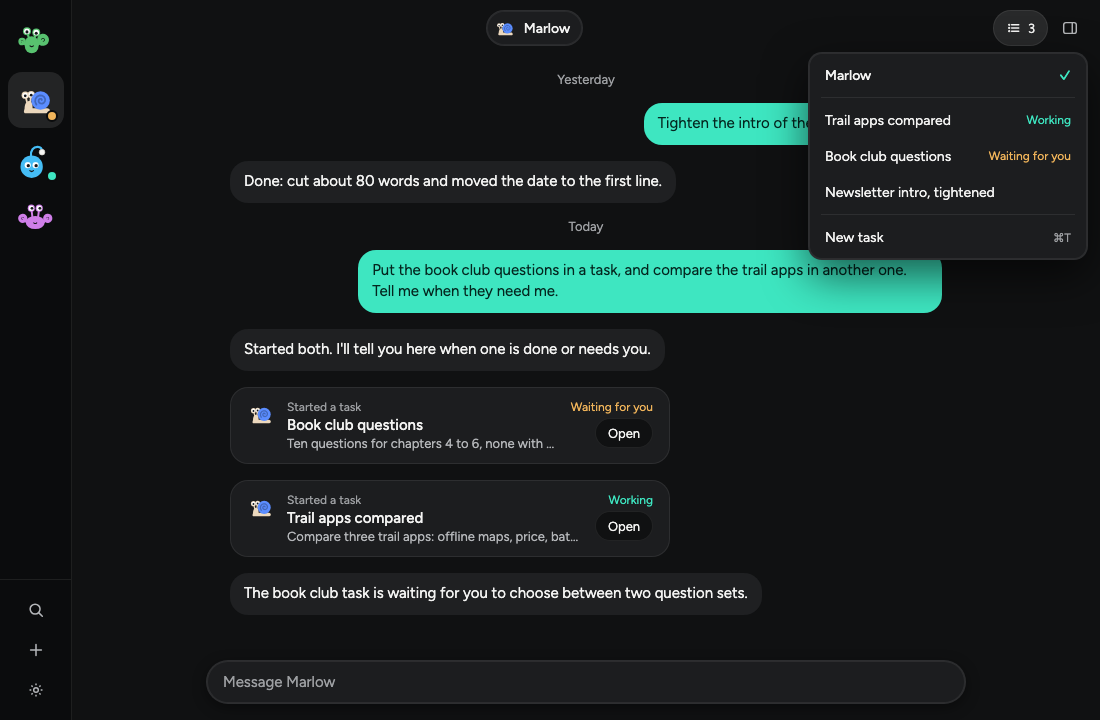 Marlow
3
Marlow
Trail apps compared
Working
Book club questions
Waiting for you
Newsletter intro, tightened
New task
⌘T
Yesterday
Tighten the intro of the
Done: cut about 80 words and moved the date to the first line.
Today
Put the book club questions in a task, and compare the trail apps in another one.
Tell me when they need me.
Started both. I'll tell you here when one is done or needs you.
Started a task
Waiting for you
Book club questions
Open
Ten questions for chapters 4 to 6, none with ...
Started a task
Working
Trail apps compared
Open
Compare three trail apps: offline maps, price, bat...
The book club task is waiting for you to choose between two question sets.
Message Marlow